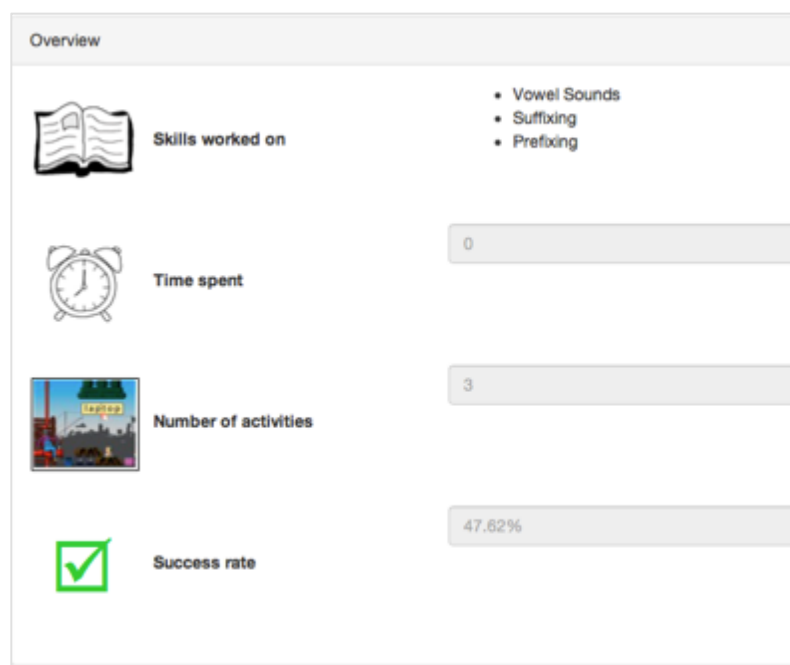 Overview
Skills worked on
• Vowel Sounds
• Suffixing
• Prefixing
Time spent
0
Number of activities
3
laptop
Success rate
47.62%